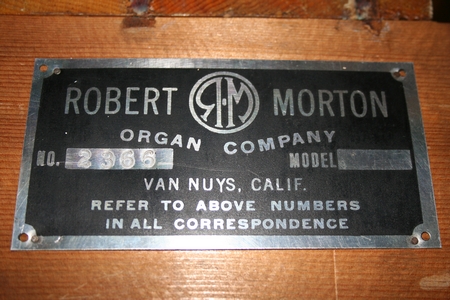 ROBERT RM MORTON
ORGAN COMPANY
NO. 2366 MODEL
VAN NUYS, CALIF.
REFER TO ABOVE NUMBERS
IN ALL CORRESPONDENCE